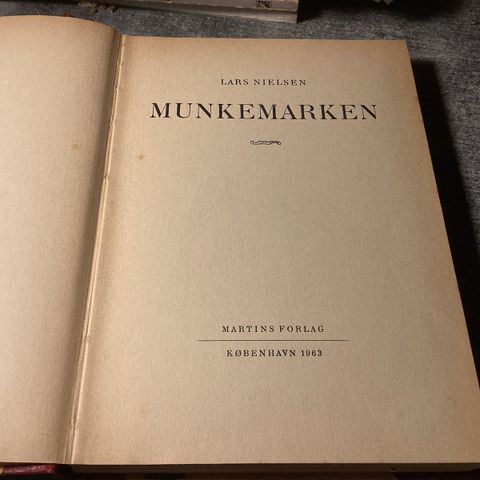 LARS NIELSEN
MUNKEMARKEN
MARTINS FORLAG
KØBENHAVN 1963